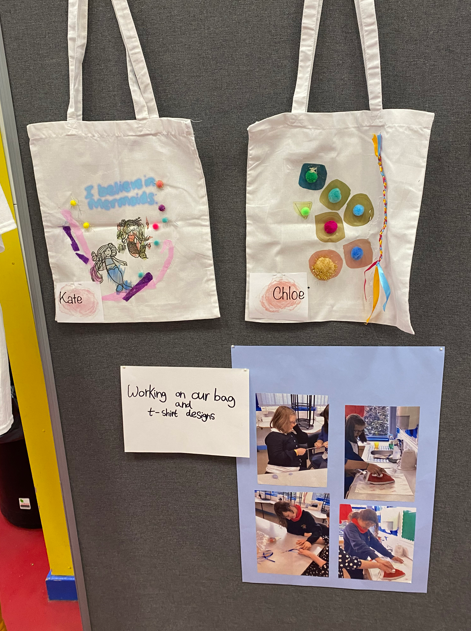 I believe in
mermaids
Kate
Chloe
Working on our bag
and
t-shirt designs